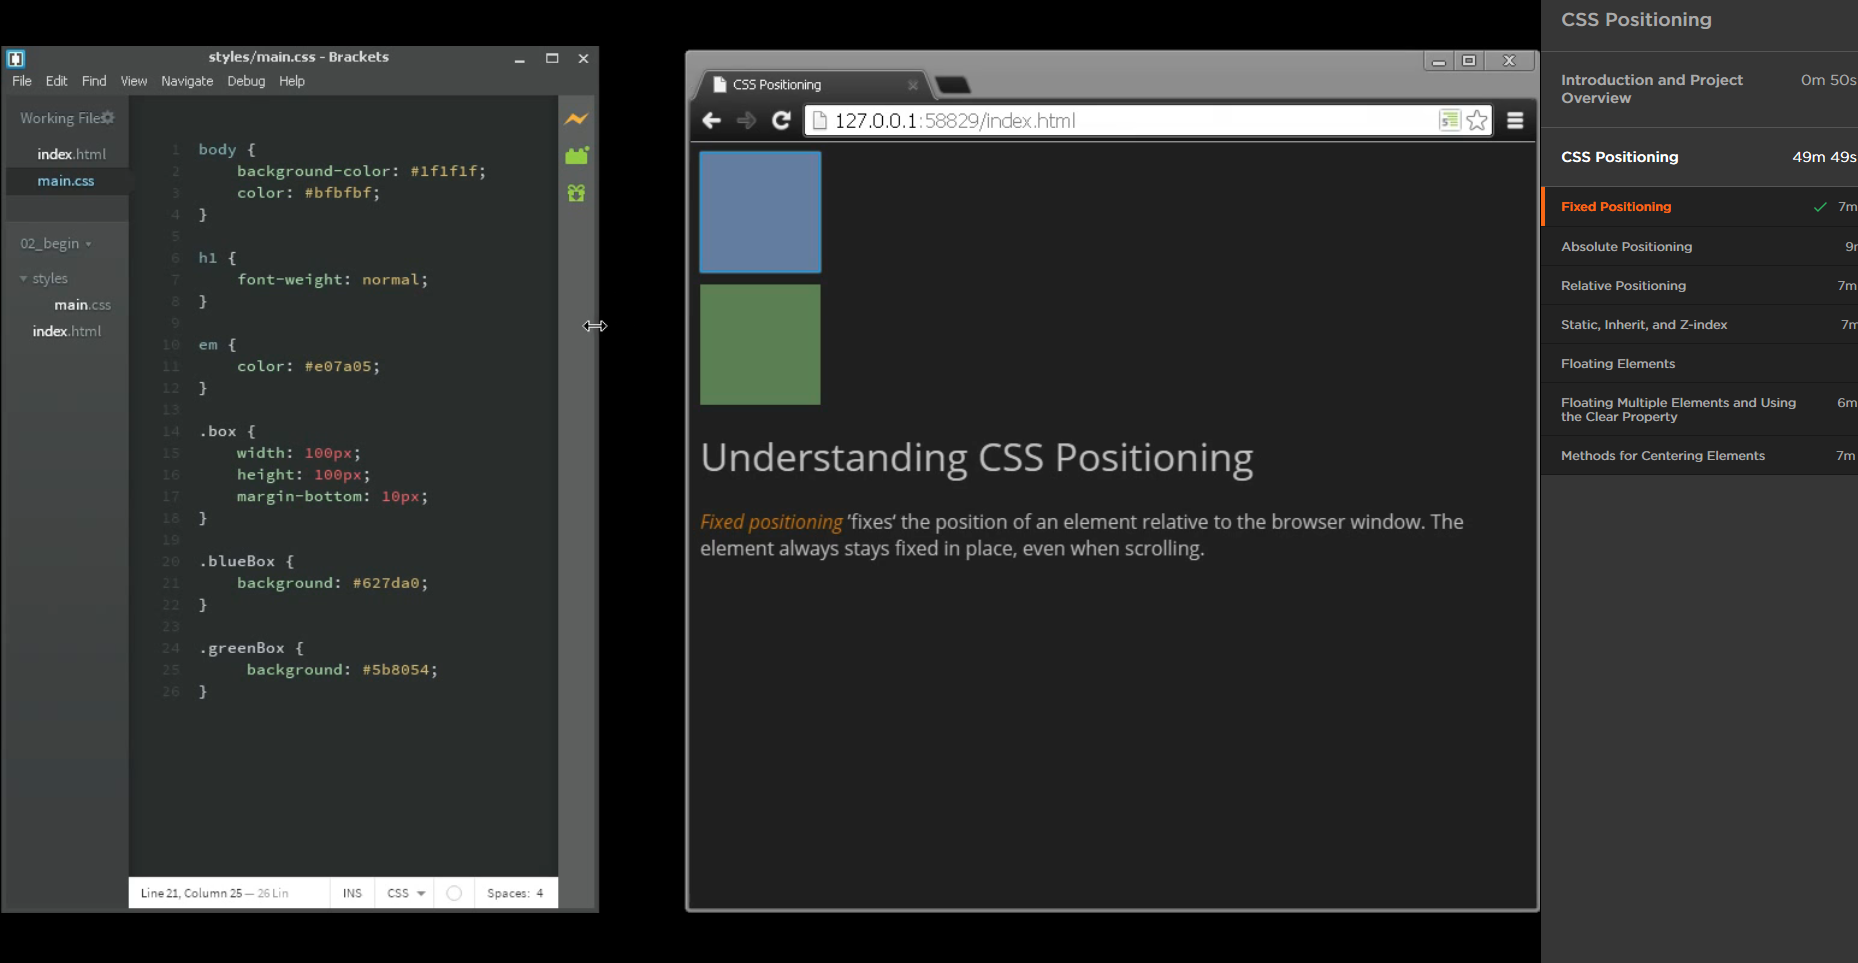 styles/main.css - Brackets
File Edit Find View Navigate Debug Help
Working Files
index.html
main.css
02_begin
styles
main.css
index.html
1 body {
2 background-color: #1f1f1f;
3 color: #bfbfbf;
4 }
5
6 h1 {
7 font-weight: normal;
8 }
9
10 em {
11 color: #e07a05;
12 }
13
14 .box {
15 width: 100px;
16 height: 100px;
17 margin-bottom: 10px;
18 }
19
20 .blueBox {
21 background: #627da0;
22 }
23
24 .greenBox {
25 background: #5b8054;
26 }
Line 21, Column 25 — 26 Lin INS CSS Spaces: 4
CSS Positioning
127.0.0.1:58829/index.html
Understanding CSS Positioning
Fixed positioning 'fixes' the position of an element relative to the browser window. The
element always stays fixed in place, even when scrolling.
CSS Positioning
Introduction and Project 0m 50s
Overview
CSS Positioning 49m 49s
Fixed Positioning 7m
Absolute Positioning 9m
Relative Positioning 7m
Static, Inherit, and Z-index 7m
Floating Elements
Floating Multiple Elements and Using 6m
the Clear Property
Methods for Centering Elements 7m